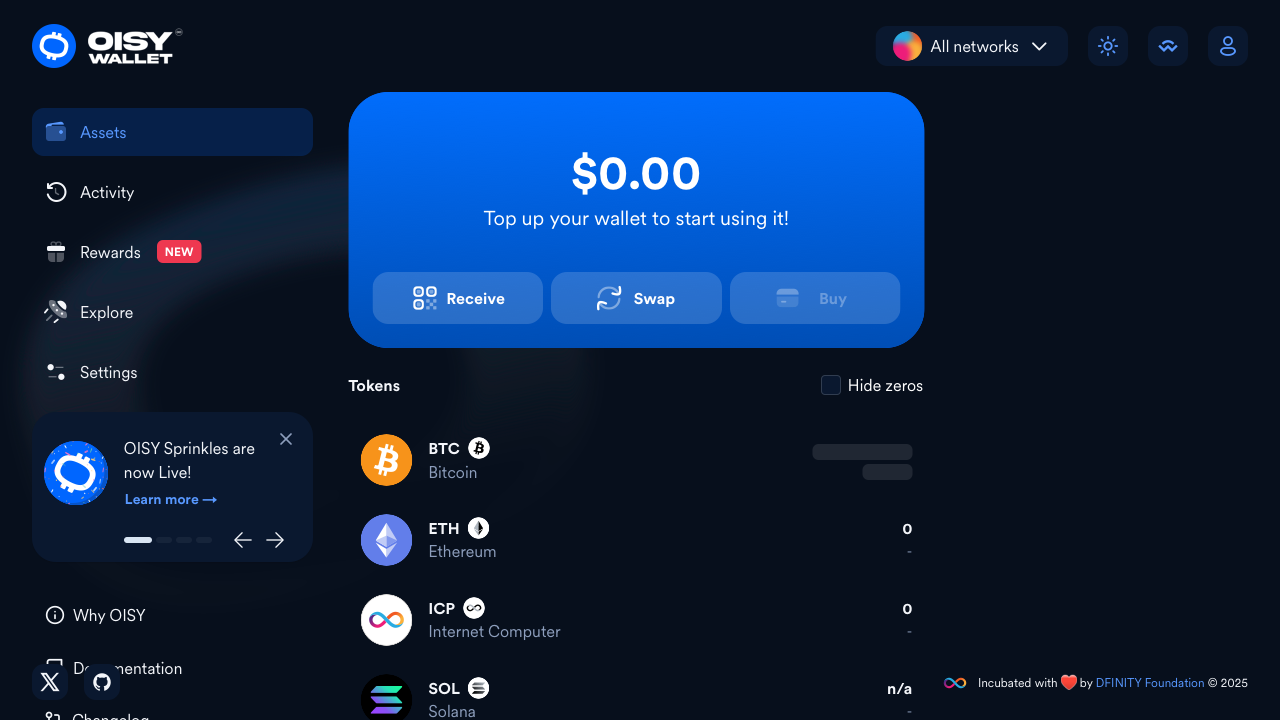 OISY
WALLET
All networks
Assets
Activity
Rewards NEW
Explore
Settings
OISY Sprinkles are
now Live!
Learn more →
Why OISY
Documentation
Changelog
$0.00
Top up your wallet to start using it!
Receive
Swap
Buy
Tokens
Hide zeros
BTC
Bitcoin
ETH
Ethereum
0
-
ICP
Internet Computer
0
-
SOL
Solana
n/a
-
Incubated with ❤️ by DFINITY Foundation © 2025